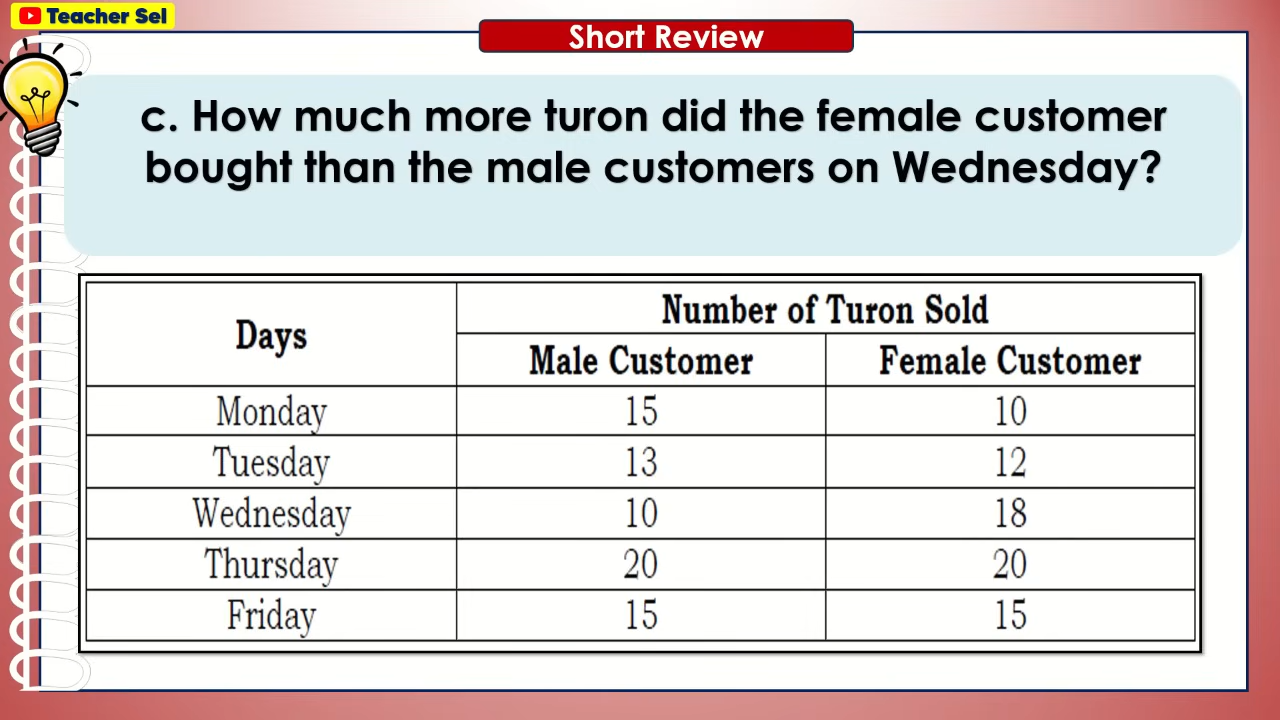 Teacher Sel
Short Review
c. How much more turon did the female customer
bought than the male customers on Wednesday?
Days
Number of Turon Sold
Male Customer Female Customer
Monday 15 10
Tuesday 13 12
Wednesday 10 18
Thursday 20 20
Friday 15 15